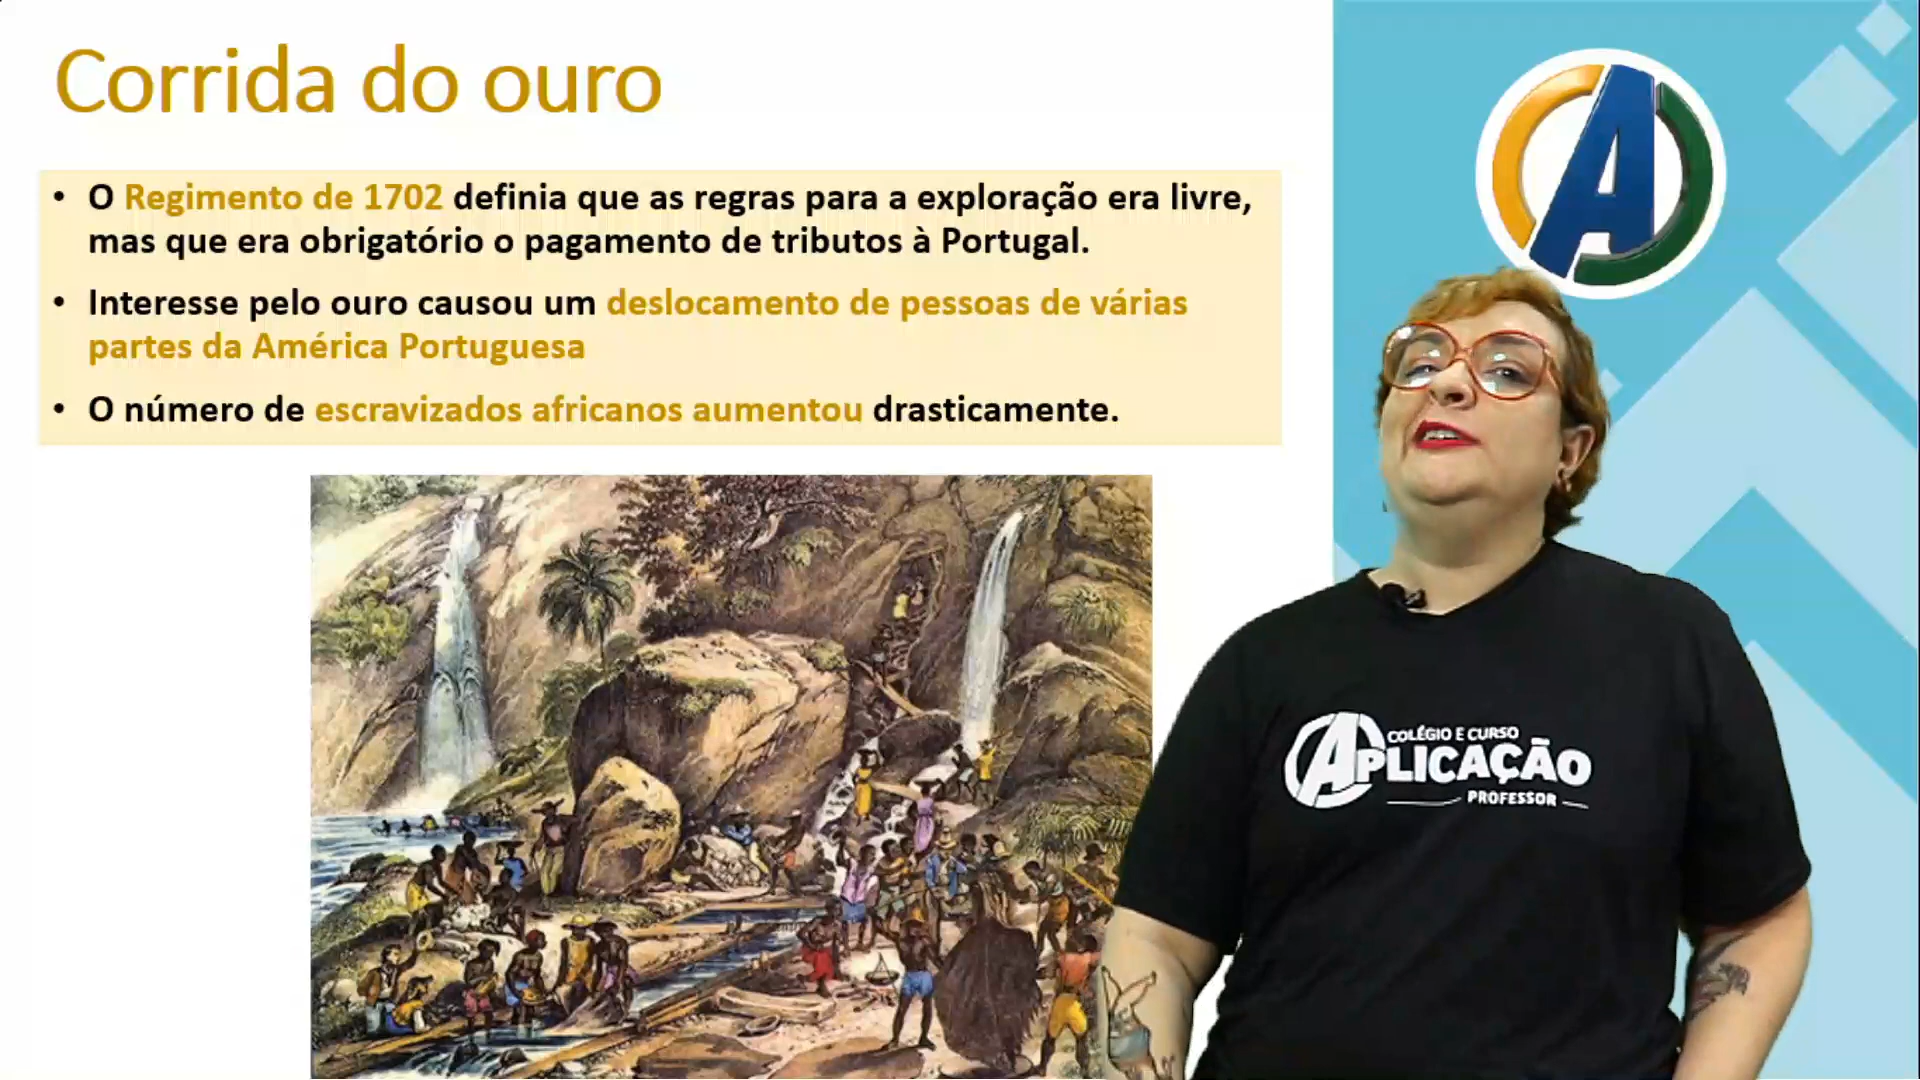 Corrida do ouro
• O Regimento de 1702 definia que as regras para a exploração era livre,
mas que era obrigatório o pagamento de tributos à Portugal.
• Interesse pelo ouro causou um deslocamento de pessoas de várias
partes da América Portuguesa
• O número de escravizados africanos aumentou drasticamente.
A
COLÉGIO E CURSO
APLICAÇÃO
PROFESSOR